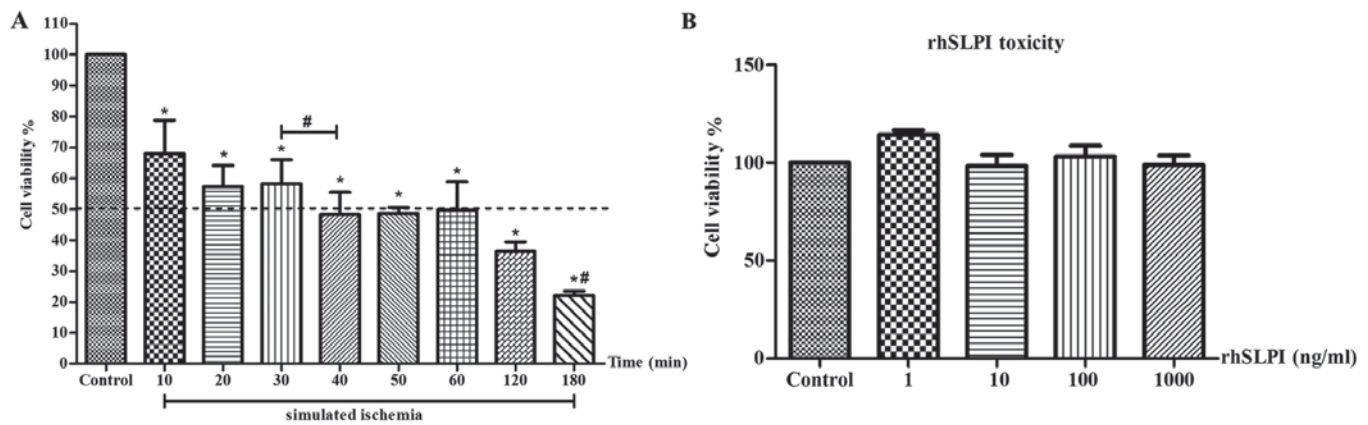 A
110
100
90
80
70
60
50
40
30
20
10
0
Cell viability %
* * * # * * * * *#
Control 10 20 30 40 50 60 120 180
Time (min)
simulated ischemia
B
rhSLPI toxicity
150
100
50
0
Cell viability %
Control 1 10 100 1000
rhSLPI (ng/ml)